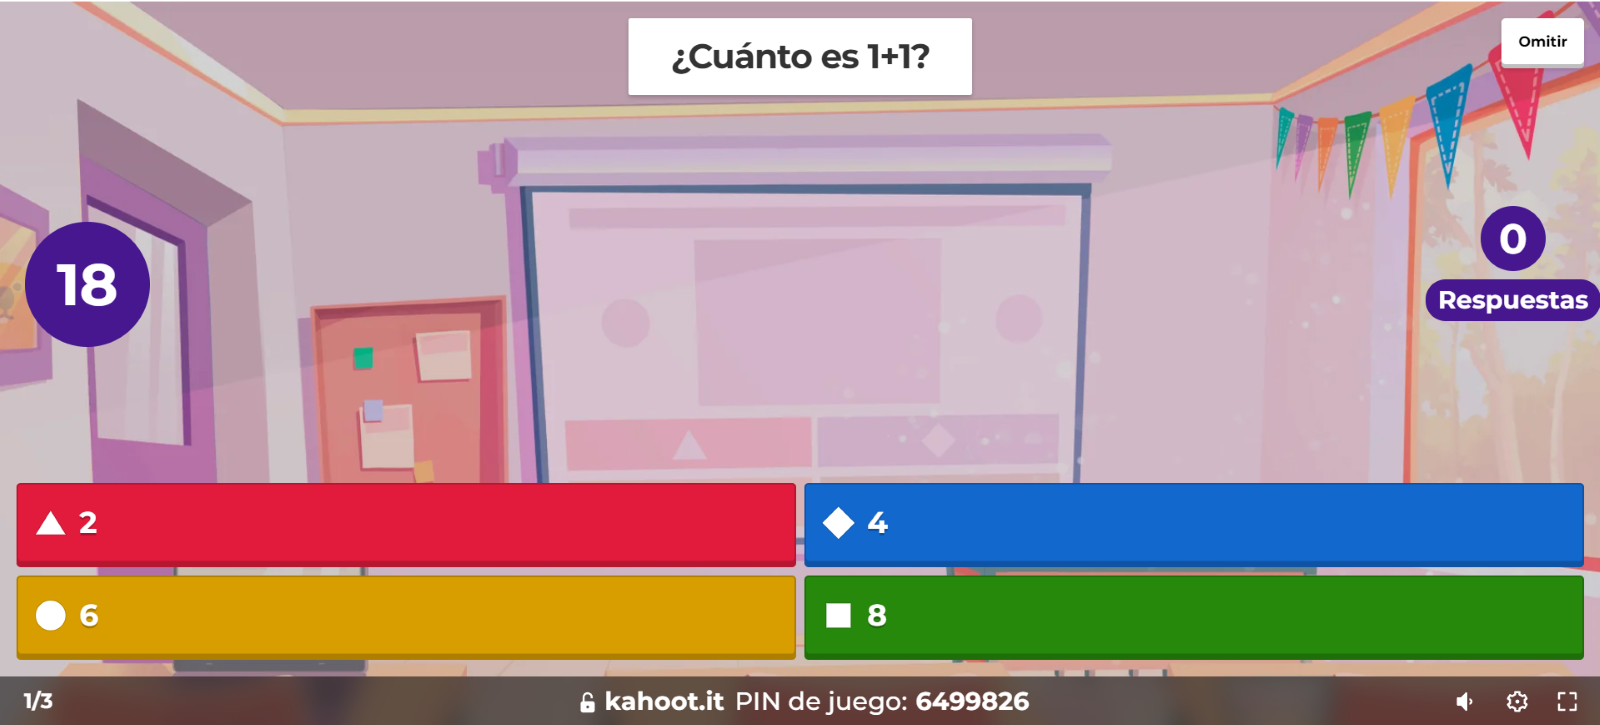 ¿Cuánto es 1+1?
Omitir
18
0
Respuestas
2
4
6
8
1/3
kahoot.it PIN de juego: 6499826